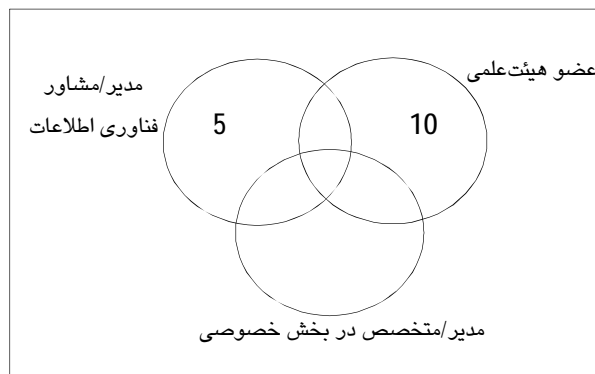 عضو هیئت‌علمی
مدیر/مشاور
فناوری اطلاعات
10
5
مدیر/متخصص در بخش خصوصی